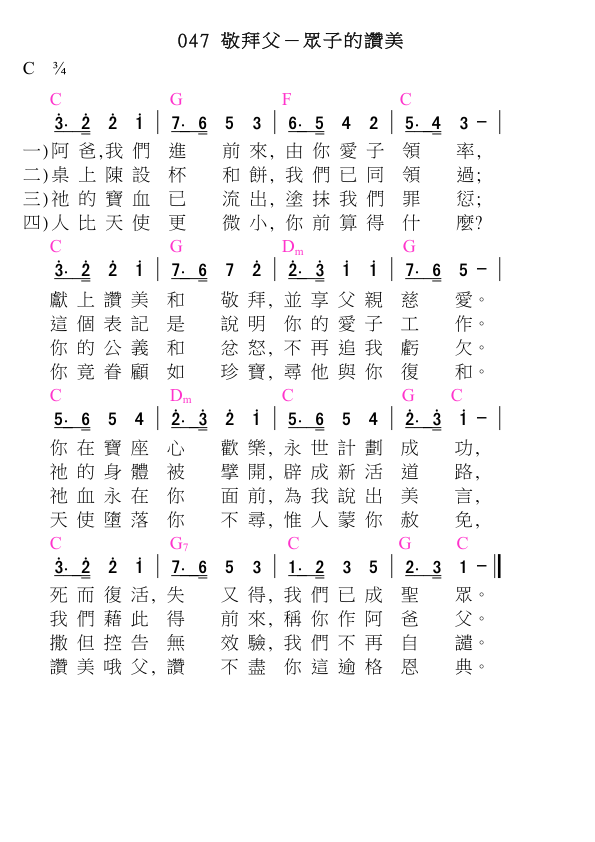 047 敬拜父－眾子的讚美
C ¾
C G F C
3. 2 2 1 | 7. 6 5 3 | 6. 5 4 2 | 5. 4 3 - |
一)阿爸,我們進 前來, 由你愛子領 率,
二)桌上陳設杯 和餅, 我們已同領 過;
三)祂的寶血已 流出, 塗抹我們罪 愆;
四)人比天使更 微小, 你前算得什 麼?
C G Dm G
3. 2 2 1 | 7. 6 7 2 | 2. 3 1 1 | 7. 6 5 - |
獻上讚美和 敬拜, 並享父親慈 愛。
這個表記是 說明 你的愛子工 作。
你的公義和 忿怒, 不再追我虧 欠。
你竟眷顧如 珍寶, 尋他與你復 和。
C Dm C G C
5. 6 5 4 | 2. 3 2 1 | 5. 6 5 4 | 2. 3 1 - |
你在寶座心 歡樂, 永世計劃成 功,
祂的身體被 擘開, 辟成新活道 路,
祂血永在你 面前, 為我說出美 言,
天使墮落你 不尋, 惟人蒙你赦 免,
C G7 C G C
3. 2 2 1 | 7. 6 5 3 | 1. 2 3 5 | 2. 3 1 - ‖
死而復活, 失 又得, 我們已成聖 眾。
我們藉此得 前來, 稱你作阿爸 父。
撒但控告無 效驗, 我們不再自 譴。
讚美哦父, 讚 不盡 你這逾格恩 典。